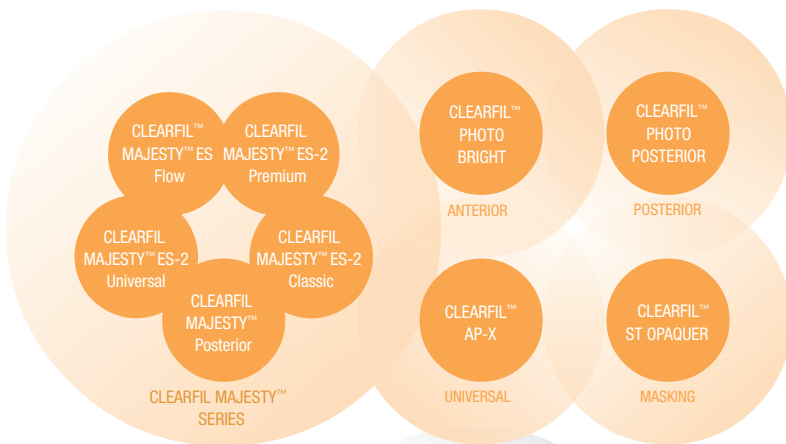 CLEARFIL™
MAJESTY™ ES
Flow
CLEARFIL
MAJESTY™ ES-2
Premium
CLEARFIL
MAJESTY™ ES-2
Universal
CLEARFIL
MAJESTY™ ES-2
Classic
CLEARFIL
MAJESTY™
Posterior
CLEARFIL MAJESTY™
SERIES
CLEARFIL™
PHOTO
BRIGHT
ANTERIOR
CLEARFIL™
PHOTO
POSTERIOR
POSTERIOR
CLEARFIL™
AP-X
UNIVERSAL
CLEARFIL™
ST OPAQUER
MASKING